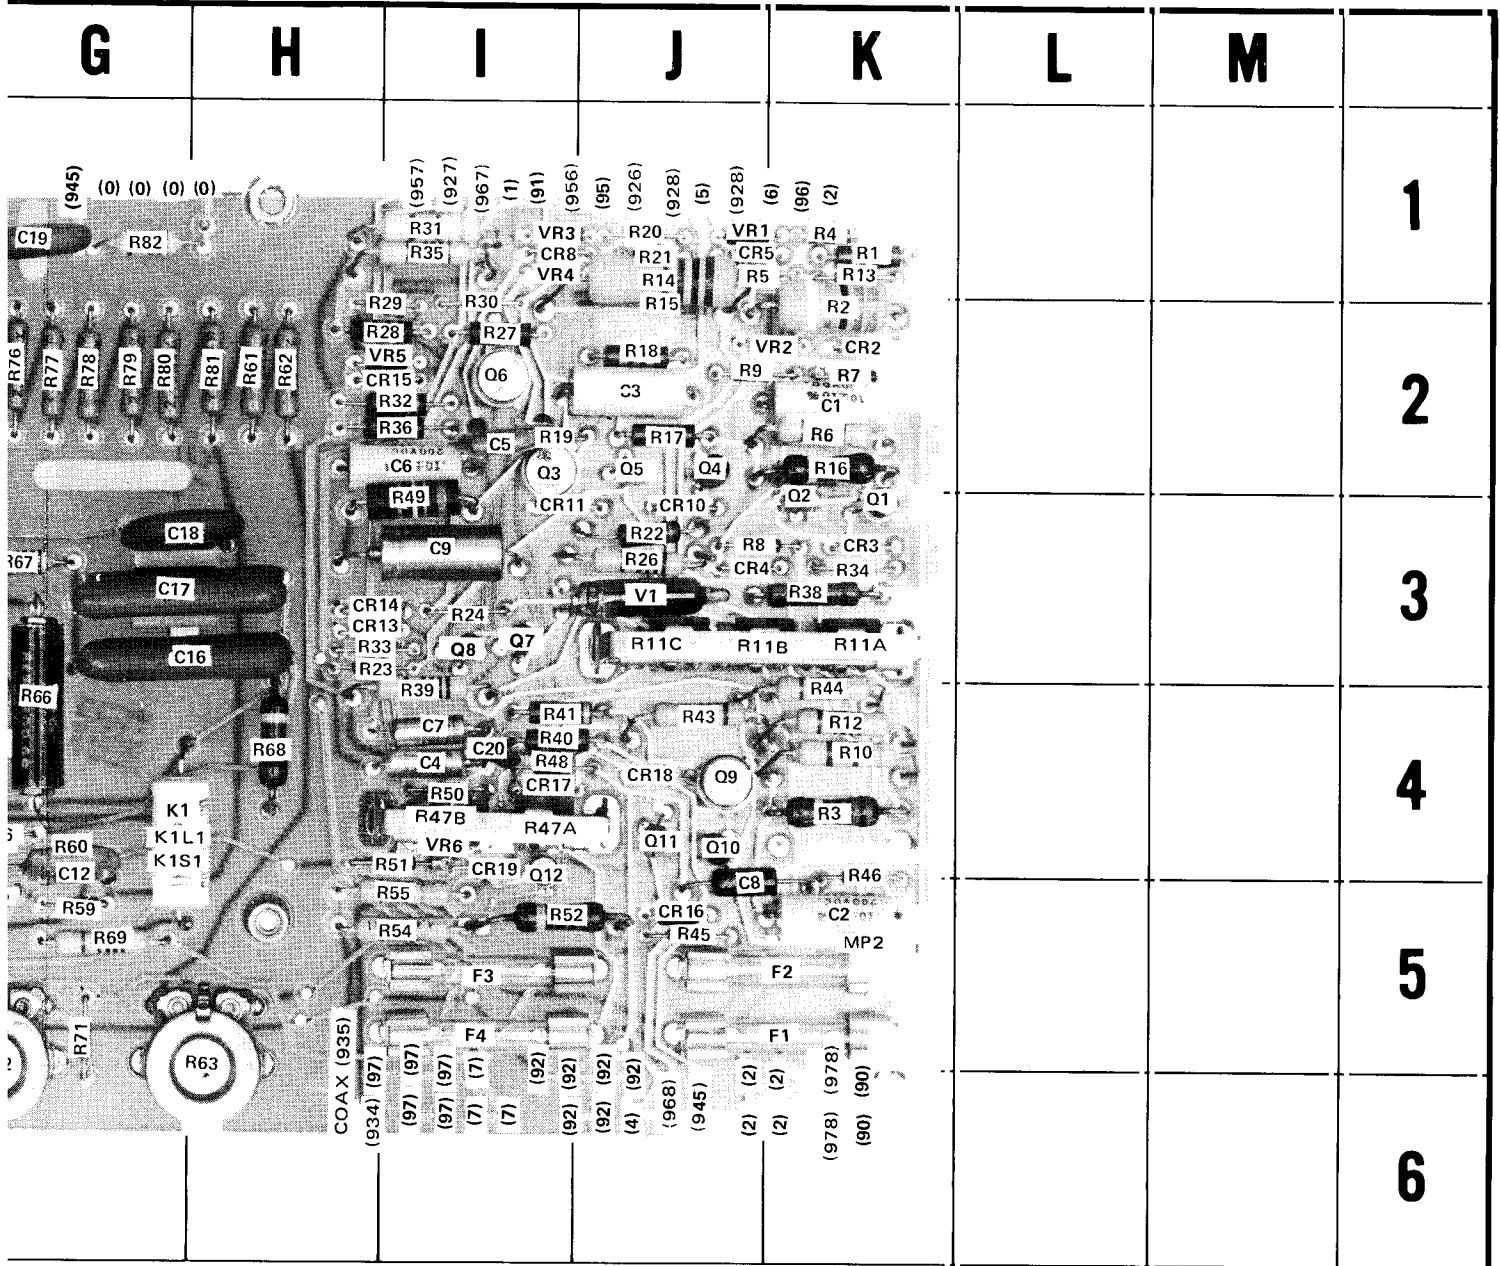 G H I J K L M
1
2
3
4
5
6
(945) (0) (0) (0) (0)
(957) (927) (967) (1) (91) (956) (95) (926) (928) (5) (928) (6) (96) (2)
C19 R82 R31 VR3 R20 VR1 R4
R35 CR8 R21 CR5 R1
VR4 R14 R5 R13
R29 R30 R15 R2
R28 R27
VR5 R18 VR2 CR2
R76 R77 R78 R79 R80 R81 R61 R62
CR15 Q6 R9 R7
R32 C3 C1
R36 C5 R19 R17 R6
C6 Q3 Q5 Q4 R16
R49 CR11 CR10 Q2 Q1
C18 R22
C9 R8 CR3
R67 R26 CR4 R34
C17 V1 R38
CR14 R24
CR13
R33 Q8 Q7 R11C R11B R11A
C16 R23
R66 R39 R44
C7 R41 R43 R12
R68 C20 R40 R10
C4 R48
CR18 Q9
R50 CR17
K1 R47B R47A R3
K1L1 VR6 Q11 Q10
R60 K1S1 R51 CR19 Q12
C12 C8 R46
R55
R59 R52 CR16 C2
R69 R54 R45 MP2
F3 F2
R71 F4 F1
R63
COAX (935)
(97) (97) (97) (7) (92) (92) (92) (92) (2) (2) (978) (90)
(934) (97) (97) (7) (7) (92) (92) (4) (968) (945) (2) (2) (978) (90)